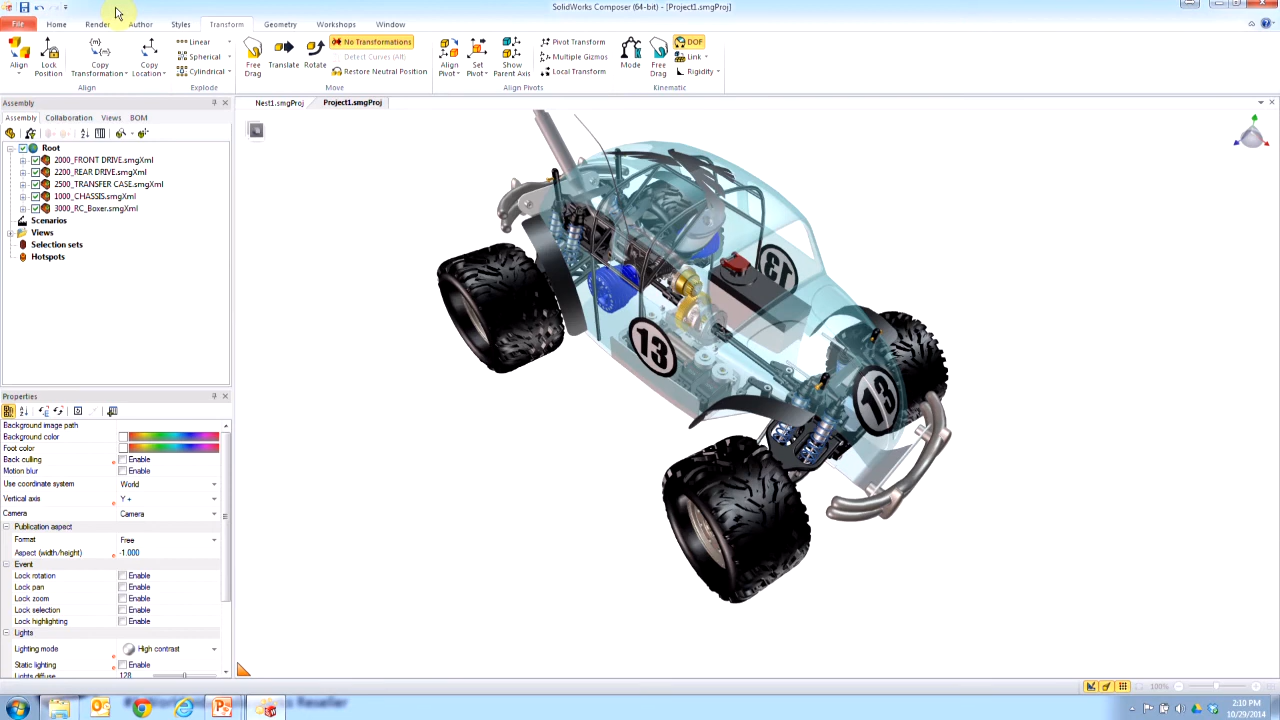 SolidWorks Composer (64-bit) - [Project1.smgProj]
File Home Render Author Styles Transform Geometry Workshops Window
Align
Lock Position
Copy Transformation
Copy Location
Linear
Spherical
Cylindrical
Free Drag
Translate
Rotate
No Transformations
Detect Curves (Alt)
Restore Neutral Position
Align Pivot
Set Pivot
Show Parent Axis
Pivot Transform
Multiple Gizmos
Local Transform
Mode
Free Drag
DOF
Link
Rigidity
Align Explode Move Align Pivots Kinematic
Assembly
Nest1.smgProj Project1.smgProj
Assembly Collaboration Views BOM
Root
2000_FRONT DRIVE.smgXml
2200_REAR DRIVE.smgXml
2500_TRANSFER CASE.smgXml
1000_CHASSIS.smgXml
3000_RC_Boxer.smgXml
Scenarios
Views
Selection sets
Hotspots
13
13
13
Properties
Background image path
Background color
Foot color
Back culling Enable
Motion blur Enable
Use coordinate system World
Vertical axis Y +
Camera Camera
Publication aspect
Format Free
Aspect (width/height) -1.000
Event
Lock rotation Enable
Lock pan Enable
Lock zoom Enable
Lock selection Enable
Lock highlighting Enable
Lights
Lighting mode High contrast
Static lighting Enable
Lights diffuse 128
100%
Reseller
2:10 PM
10/29/2014